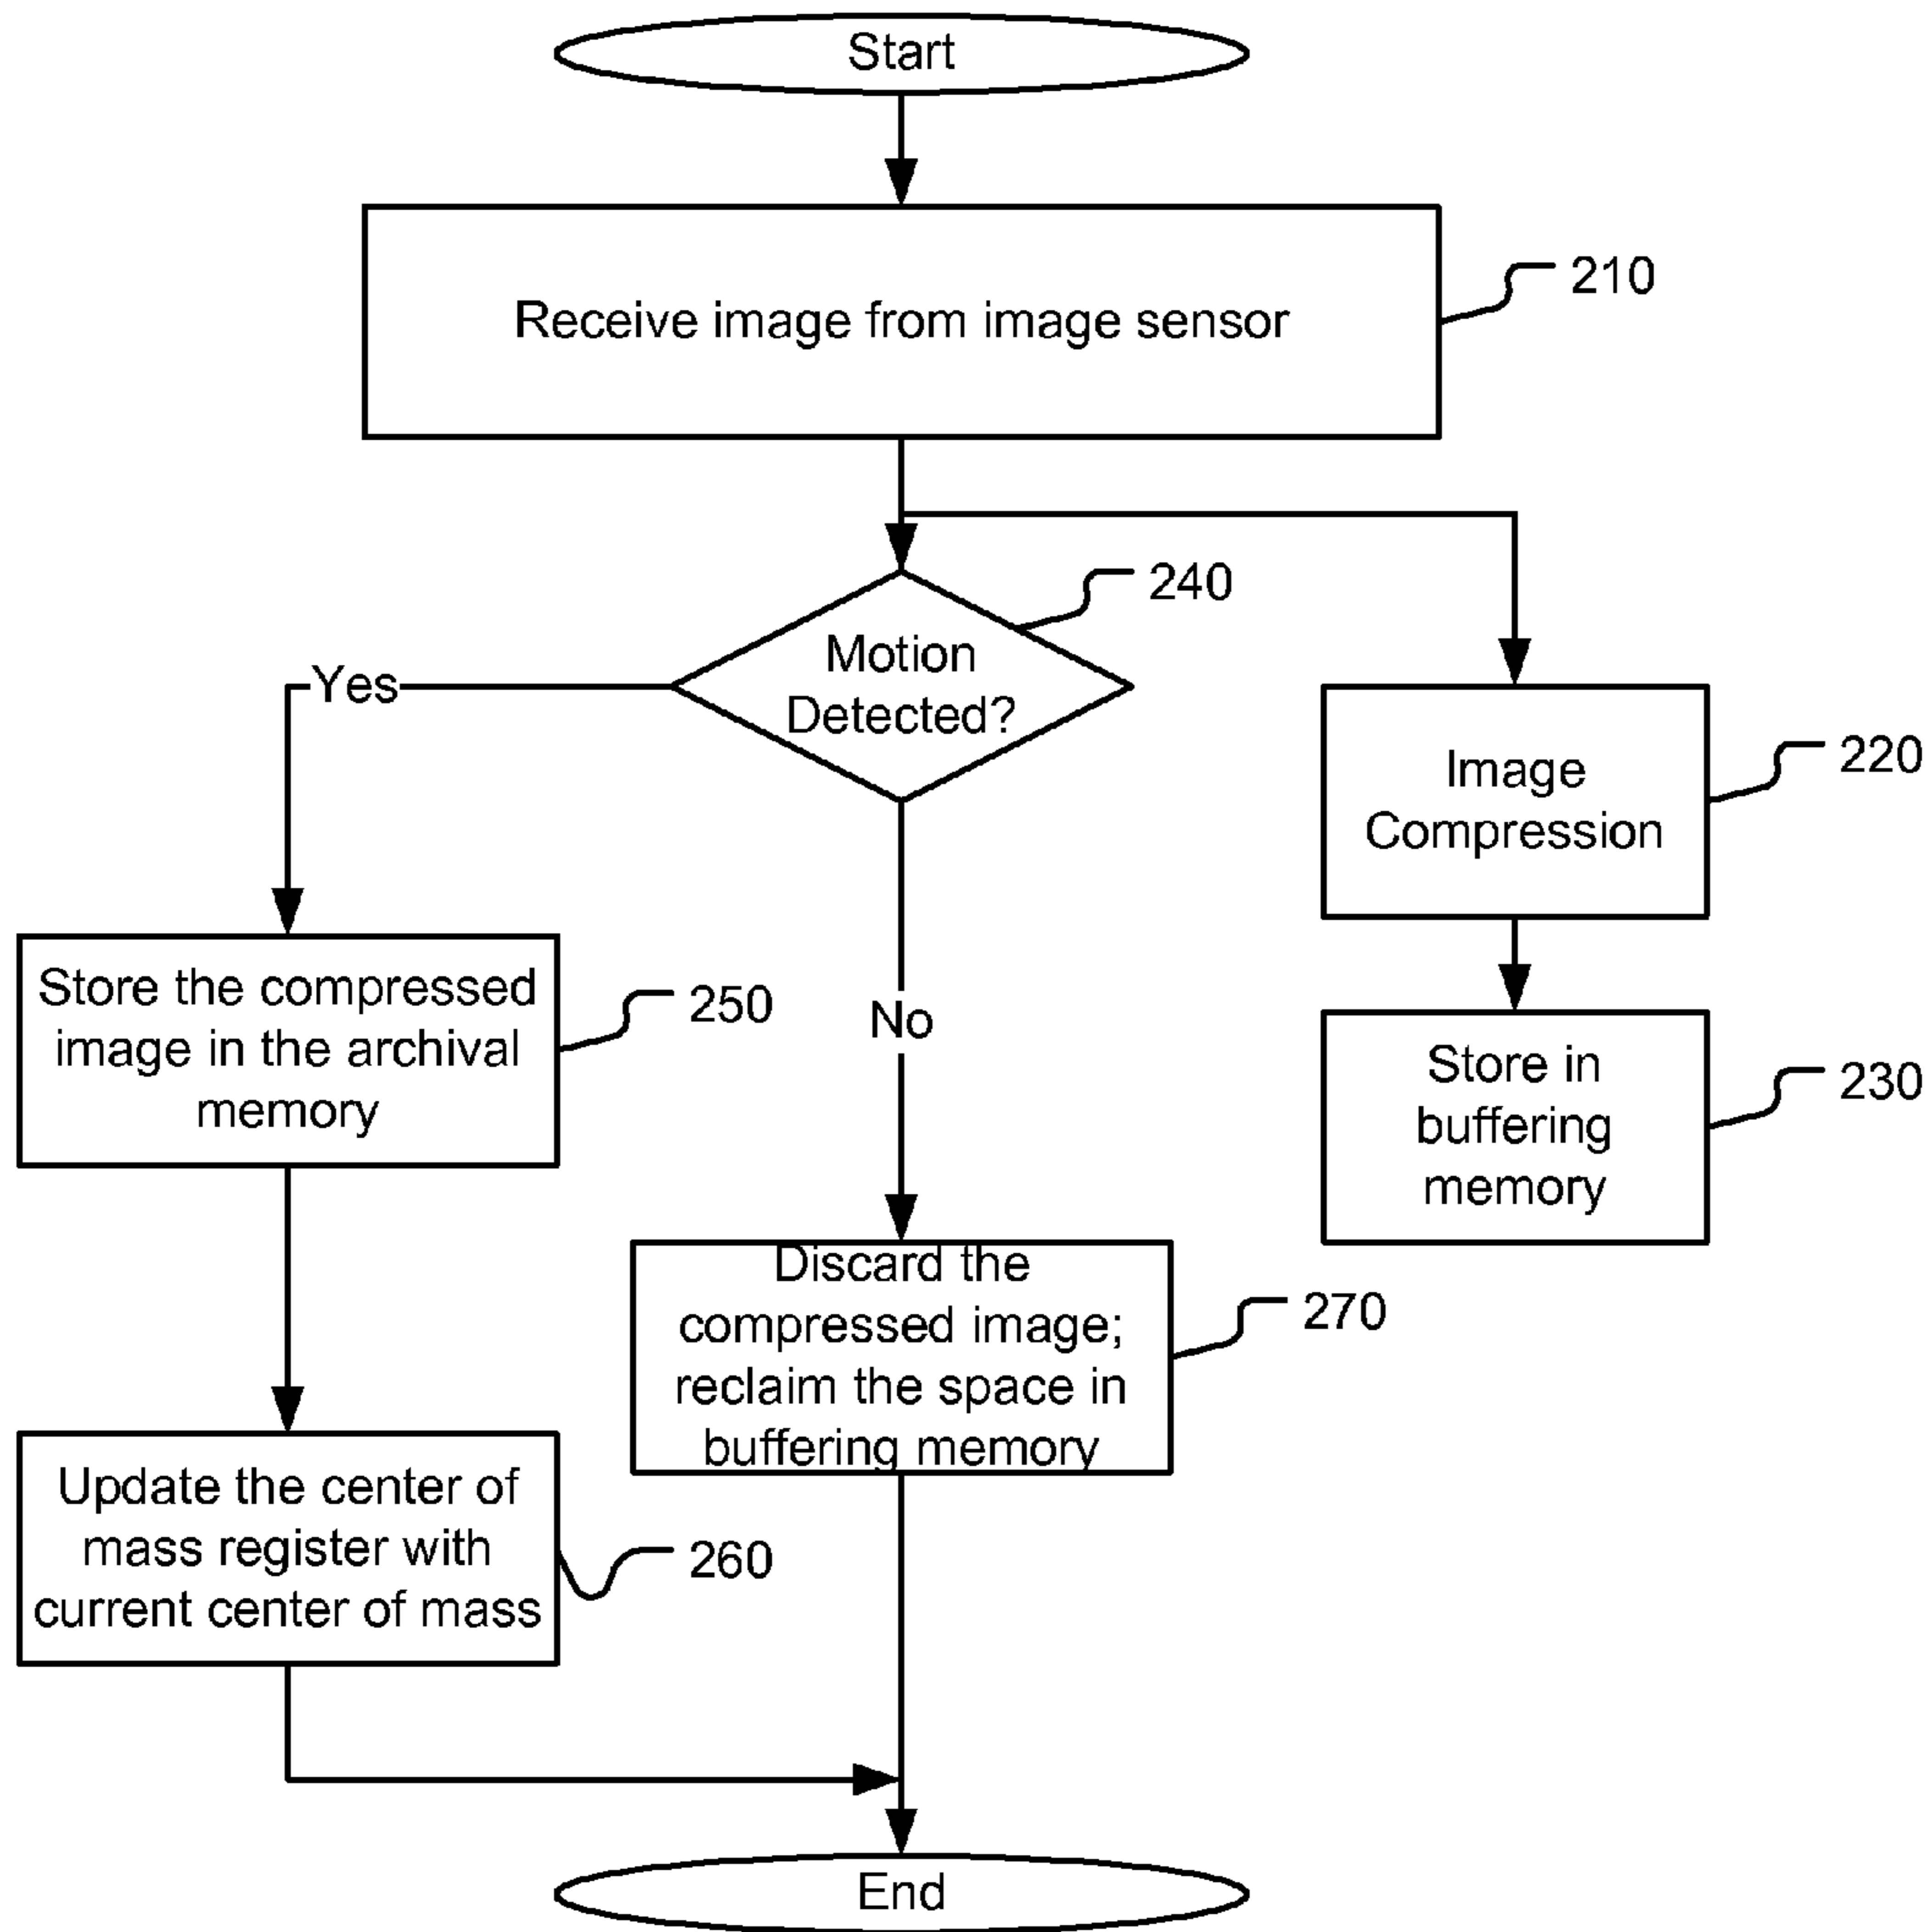 Start
Receive image from image sensor
210
Motion
Detected?
240
Yes
No
Image
Compression
220
Store in
buffering
memory
230
Store the compressed
image in the archival
memory
250
Discard the
compressed image;
reclaim the space in
buffering memory
270
Update the center of
mass register with
current center of mass
260
End